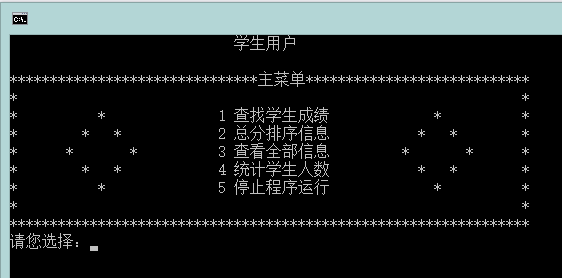 C:\.
学生用户
*******************************主菜单****************************
* *
* * 1 查找学生成绩 * *
* * * 2 总分排序信息 * * *
* * * 3 查看全部信息 * * *
* * * 4 统计学生人数 * * *
* * 5 停止程序运行 * *
* *
*****************************************************************
请您选择：